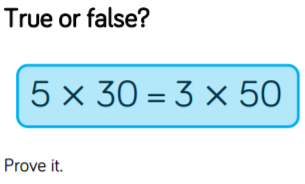 True or false?
5 × 30 = 3 × 50
Prove it.